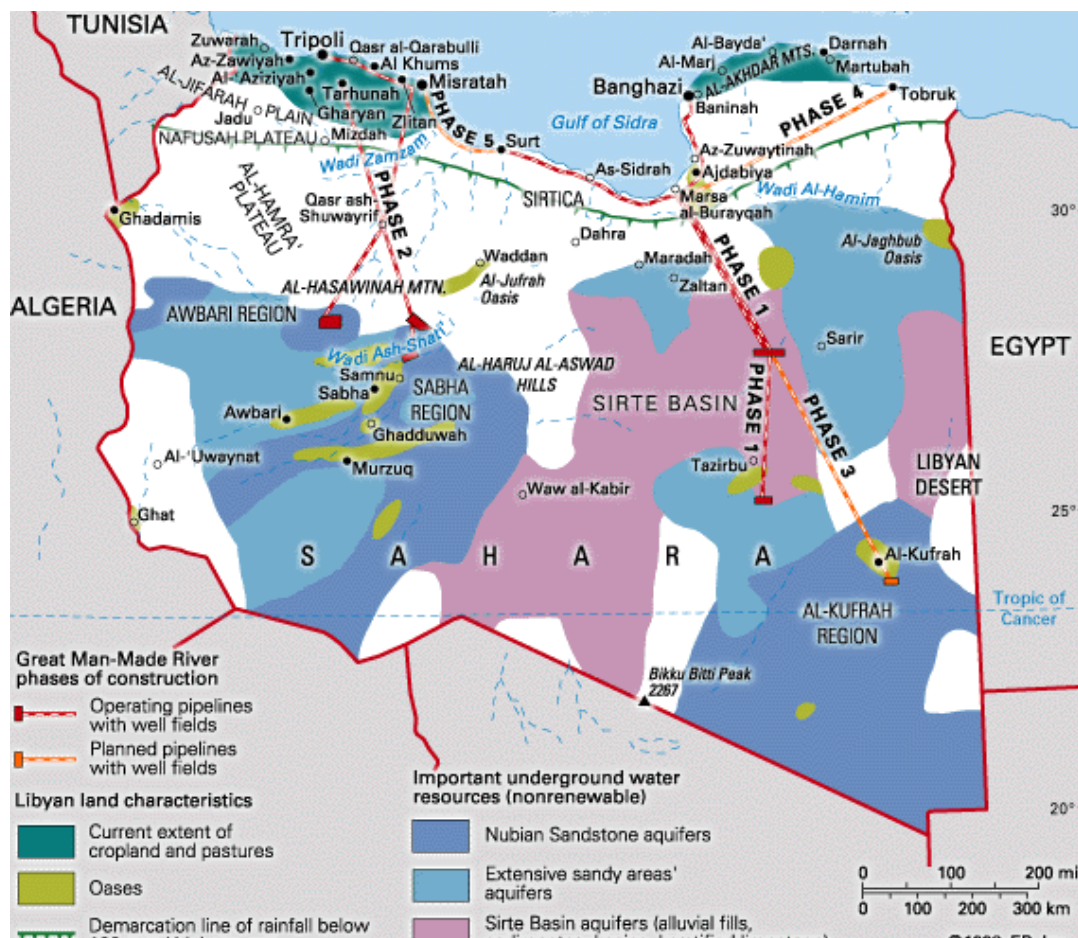 TUNISIA
Zuwarah
Tripoli
Qasr al-Qarabulli
Az-Zawiyah
Al Khums
Al-'Aziziyah
Misratah
AL-JIFARAH
PLAIN
Tarhunah
Jadu
Gharyan
Zlitan
NAFUSAH PLATEAU
Mizdah
Wadi Zamzam
PHASE 5
Surt
Gulf of Sidra
Al-Bayda'
Darnah
Al-Marj
AL-AKHDAR MTS.
Martubah
Banghazi
Baninah
PHASE 4
Tobruk
Az-Zuwaytinah
Ajdabiya
As-Sidrah
Marsa
al-Burayqah
Wadi Al-Hamim
SIRTICA
30°
AL-HAMRA'
PLATEAU
Ghadamis
Qasr ash-
Shuwayrif
PHASE 2
Dahra
Waddan
Al-Jufrah
Oasis
Maradah
Zaltan
PHASE 1
Al-Jaghbub
Oasis
ALGERIA
AL-HASAWINAH MTN.
AWBARI REGION
Wadi Ash-Shati'
Samnu
Sabha
SABHA
REGION
AL-HARUJ AL-ASWAD
HILLS
Sarir
EGYPT
SIRTE BASIN
PHASE 1
PHASE 3
Awbari
Ghadduwah
Al-'Uwaynat
Murzuq
Waw al-Kabir
Tazirbu
LIBYAN
DESERT
Ghat
25°
S A H A R A
Al-Kufrah
AL-KUFRAH
REGION
Tropic of
Cancer
Bikku Bitti Peak
2267
20°
Great Man-Made River
phases of construction
Operating pipelines
with well fields
Planned pipelines
with well fields
Libyan land characteristics
Current extent of
cropland and pastures
Oases
Demarcation line of rainfall below
Important underground water
resources (nonrenewable)
Nubian Sandstone aquifers
Extensive sandy areas'
aquifers
Sirte Basin aquifers (alluvial fills,
0 100 200 mi
0 100 200 300 km